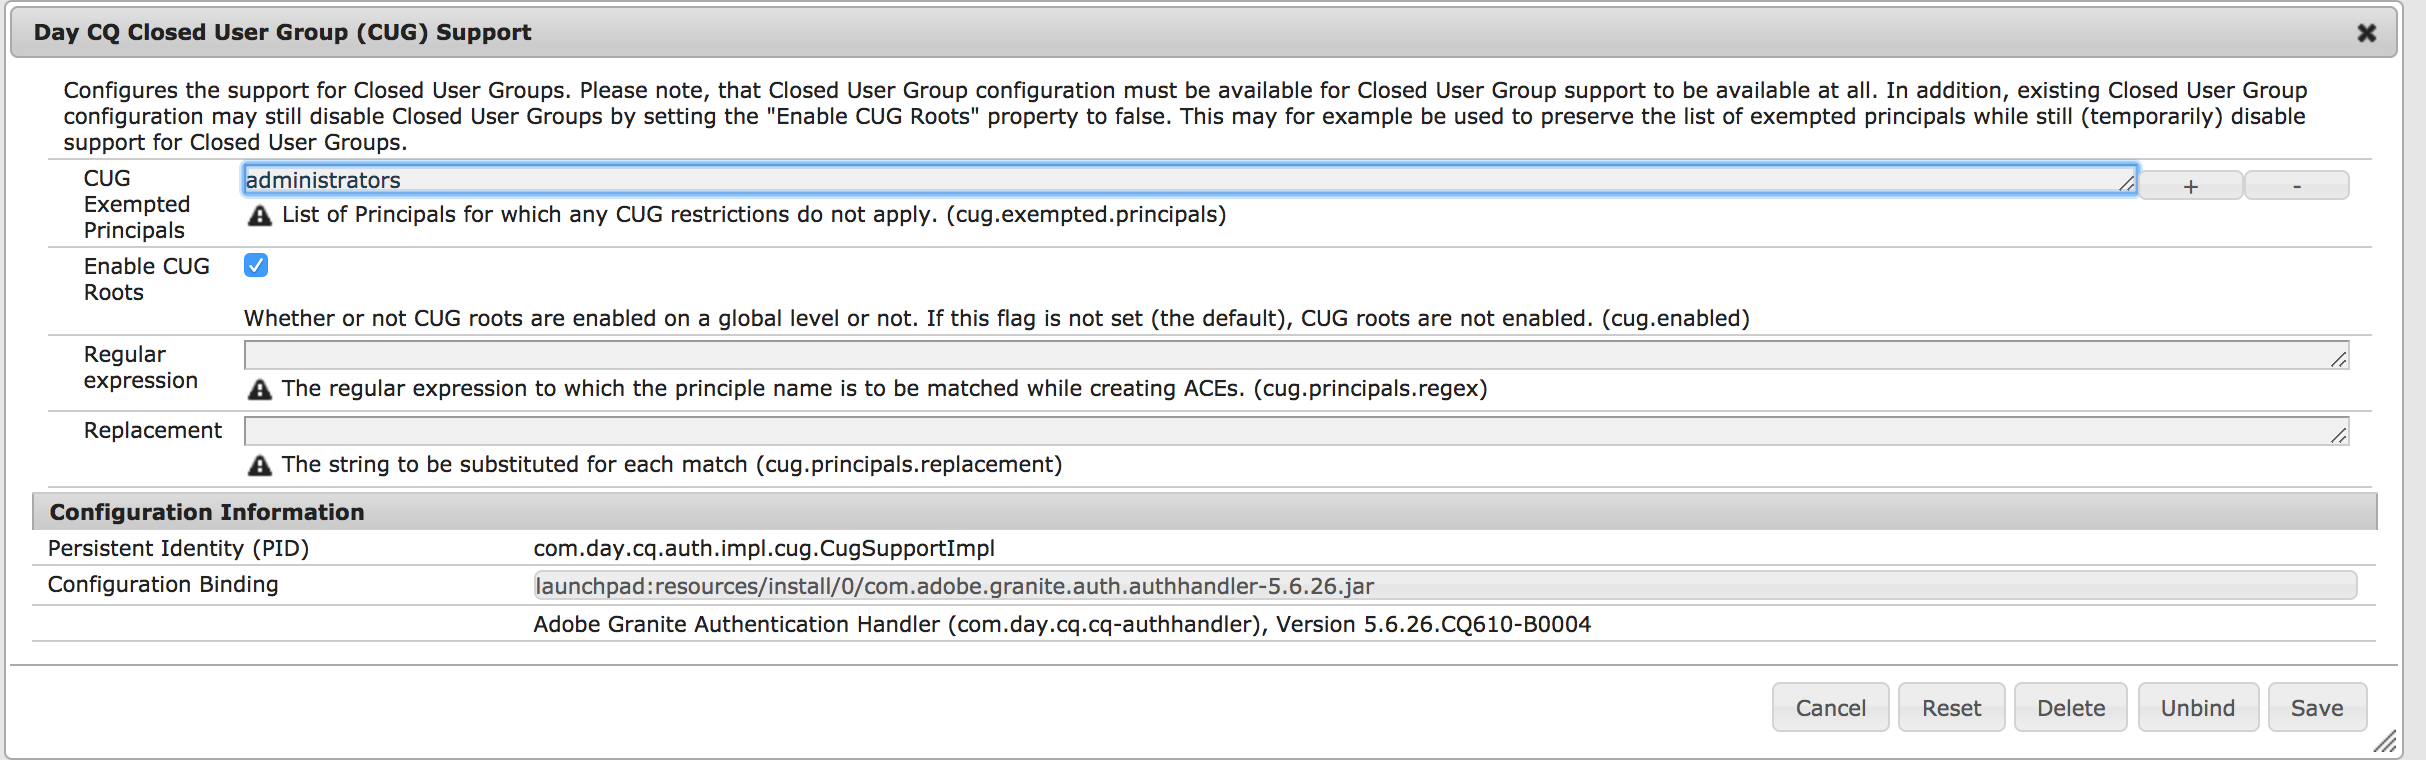 Day CQ Closed User Group (CUG) Support
Configures the support for Closed User Groups. Please note, that Closed User Group configuration must be available for Closed User Group support to be available at all. In addition, existing Closed User Group
configuration may still disable Closed User Groups by setting the "Enable CUG Roots" property to false. This may for example be used to preserve the list of exempted principals while still (temporarily) disable
support for Closed User Groups.
CUG
Exempted
Principals
administrators
+
-
List of Principals for which any CUG restrictions do not apply. (cug.exempted.principals)
Enable CUG
Roots
Whether or not CUG roots are enabled on a global level or not. If this flag is not set (the default), CUG roots are not enabled. (cug.enabled)
Regular
expression
The regular expression to which the principle name is to be matched while creating ACEs. (cug.principals.regex)
Replacement
The string to be substituted for each match (cug.principals.replacement)
Configuration Information
Persistent Identity (PID) com.day.cq.auth.impl.cug.CugSupportImpl
Configuration Binding launchpad:resources/install/0/com.adobe.granite.auth.authhandler-5.6.26.jar
Adobe Granite Authentication Handler (com.day.cq.cq-authhandler), Version 5.6.26.CQ610-B0004
Cancel Reset Delete Unbind Save